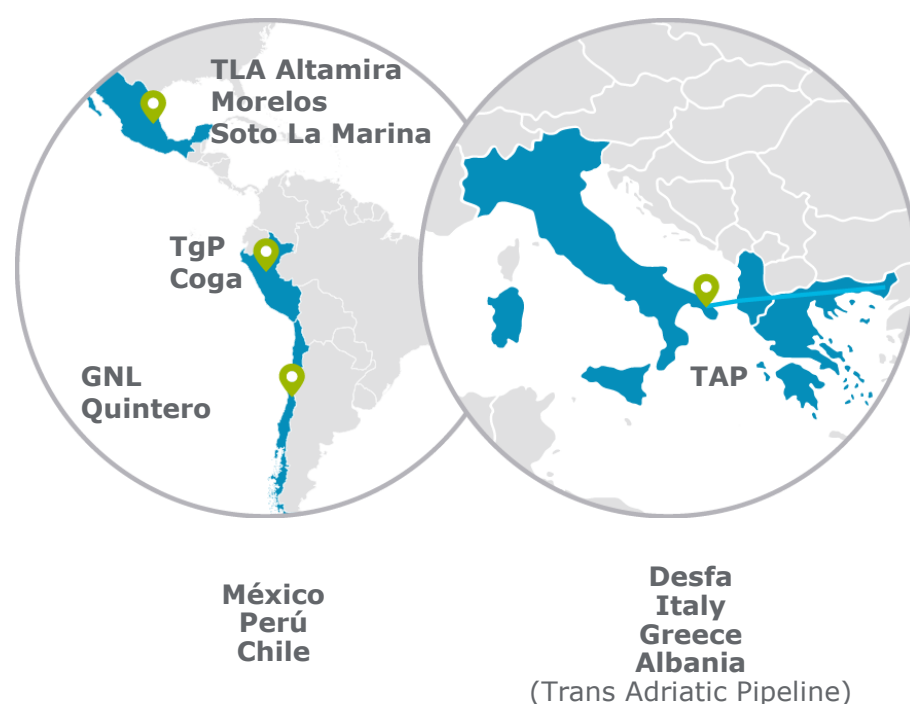 TLA Altamira
Morelos
Soto La Marina
TgP
Coga
GNL
Quintero
TAP
México
Perú
Chile
Desfa
Italy
Greece
Albania
(Trans Adriatic Pipeline)